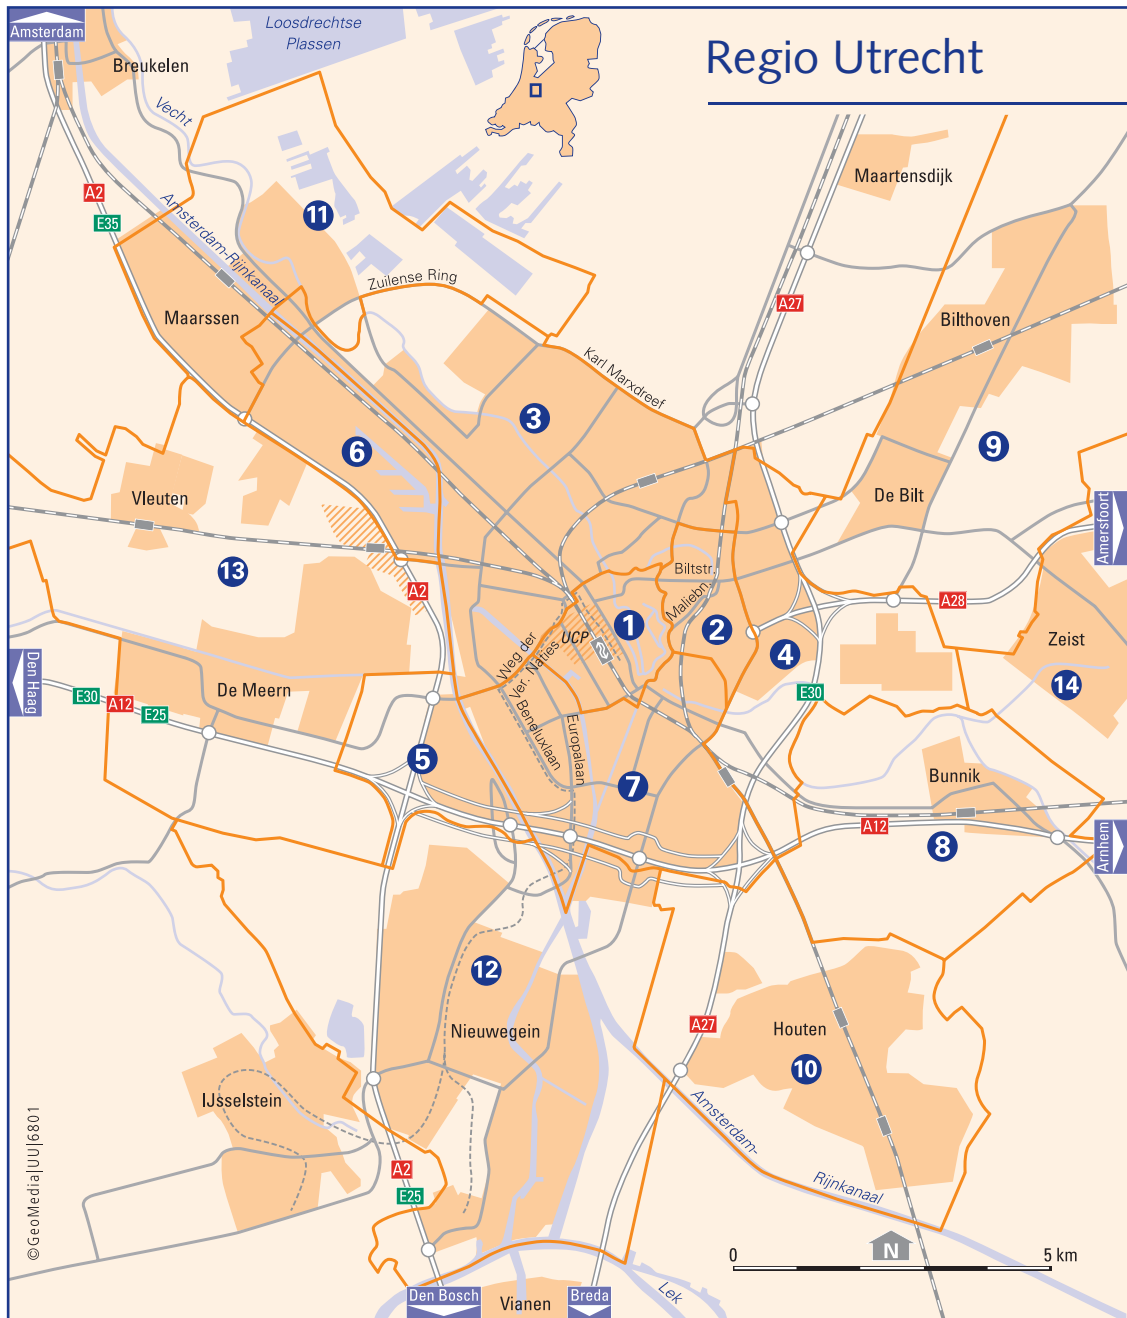 Amsterdam
Loosdrechtse
Plassen
Regio Utrecht
Breukelen
Vecht
Maartensdijk
A2
E35
11
Amsterdam-Rijnkanaal
Zuilense Ring
A27
Maarssen
Bilthoven
Karl Marxdreef
3
6
9
Vleuten
De Bilt
Amersfoort
13
Biltstr.
A2
Maliebn.
A28
1
2
UCP
4
Zeist
Weg der
Ver. Naties
Den Haag
De Meern
14
E30
A12
E25
E30
Beneluxlaan
Europalaan
5
7
Bunnik
A12
8
Arnhem
12
Nieuwegein
A27
Houten
10
IJsselstein
Amsterdam-
Rijnkanaal
A2
E25
©GeoMedia|UU|6801
N
0
5 km
Den Bosch
Vianen
Breda
Lek